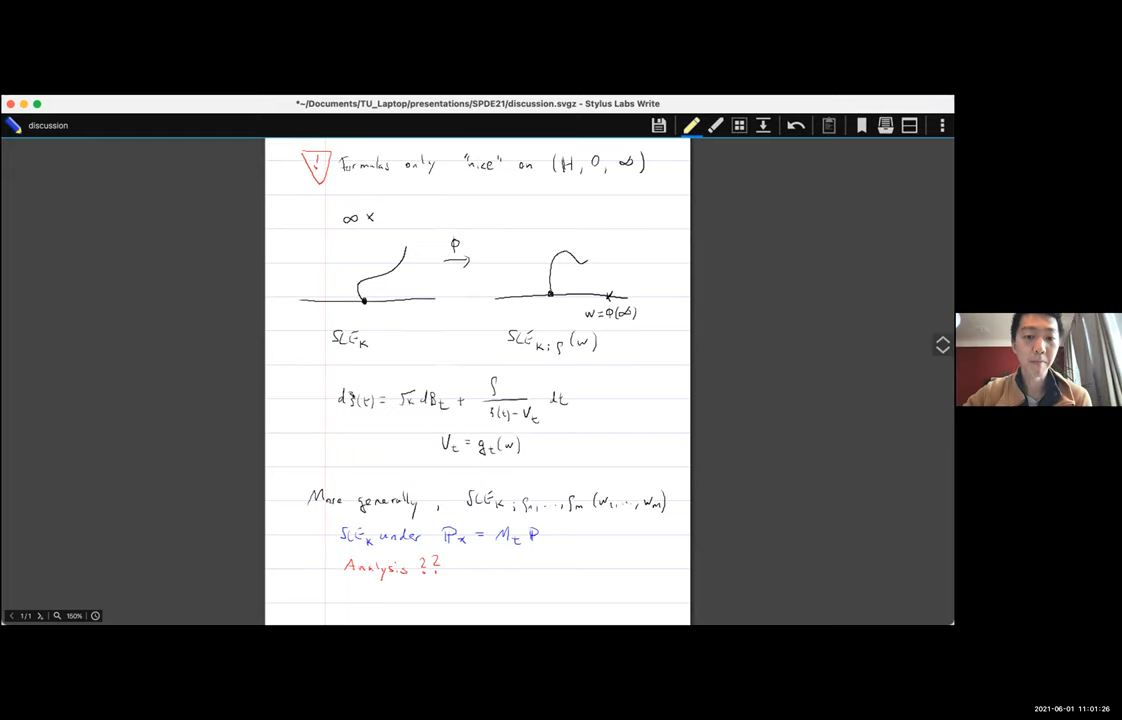 *~/Documents/TU_Laptop/presentations/SPDE21/discussion.svgz - Stylus Labs Write
discussion
! Formulas only "nice" on (H, 0, ∞)
∞ x
Φ
→
w = Φ(∞)
SLE_κ
SLE_κ;ρ (w)
dξ(t) = √κ dB_t + ρ / (ξ(t) - V_t) dt
V_t = g_t(w)
More generally, SLE_κ;ρ_1,...,ρ_m (w_1,...,w_m)
SLE_κ under ℙ_x = M_t ℙ
Analysis ??
1/1
150%
2021-06-01 11:01:26